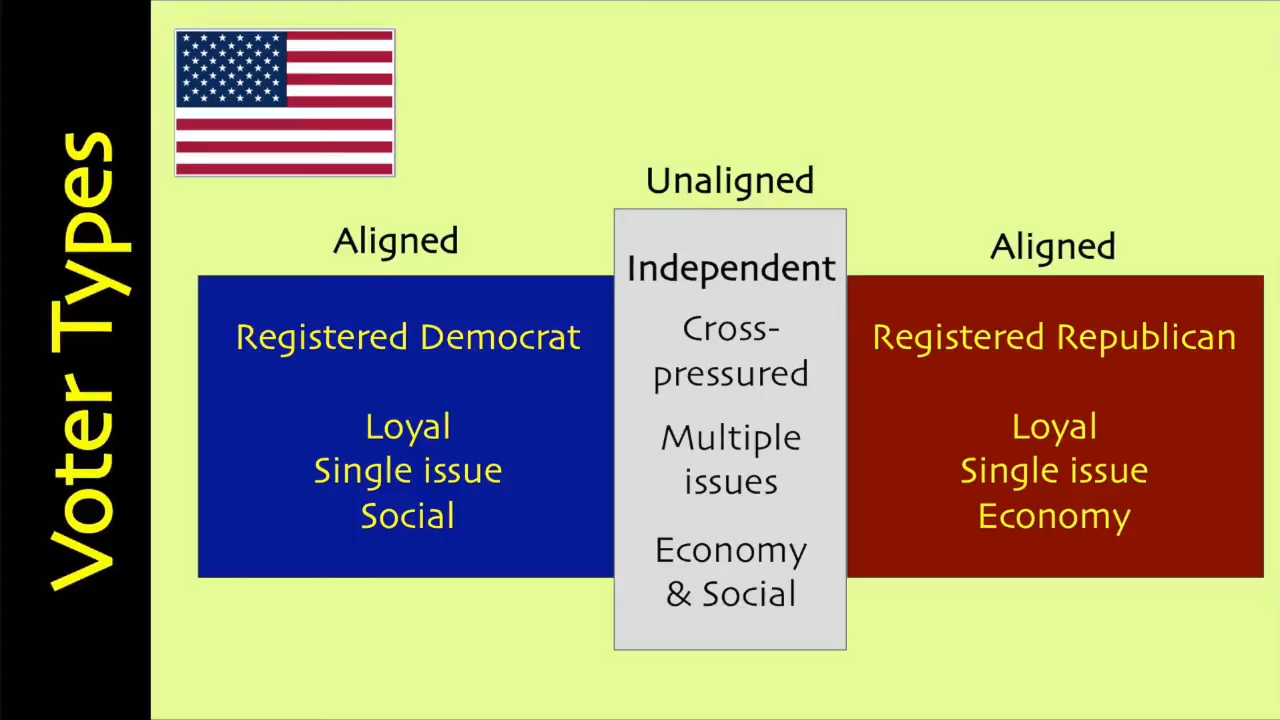 Voter Types
Unaligned
Aligned
Aligned
Registered Democrat
Loyal
Single issue
Social
Independent
Cross-
pressured
Multiple
issues
Economy
& Social
Registered Republican
Loyal
Single issue
Economy